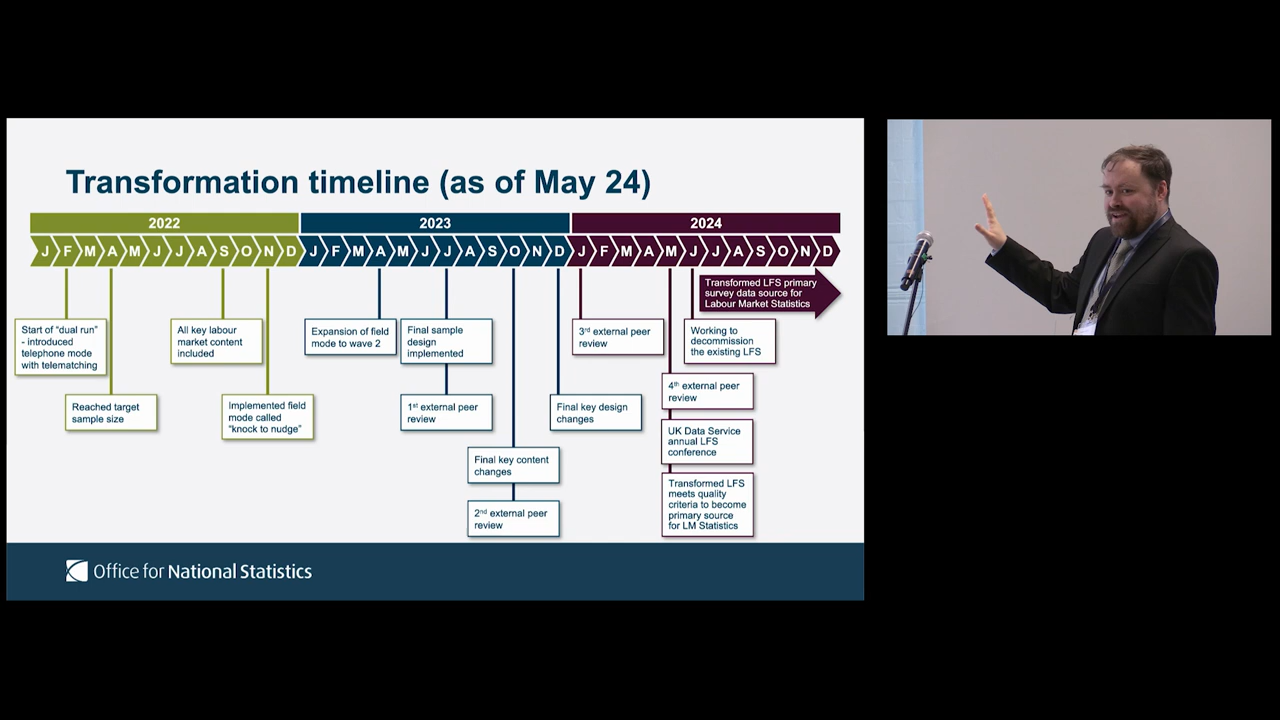 Transformation timeline (as of May 24)
2022
2023
2024
J F M A M J J A S O N D
J F M A M J J A S O N D
J F M A M J J A S O N D
Transformed LFS primary
survey data source for
Labour Market Statistics
Start of “dual run”
- introduced
telephone mode
with telematching
All key labour
market content
included
Expansion of field
mode to wave 2
Final sample
design
implemented
3rd external peer
review
Working to
decommission
the existing LFS
Reached target
sample size
Implemented field
mode called
“knock to nudge”
1st external peer
review
Final key design
changes
4th external peer
review
UK Data Service
annual LFS
conference
Final key content
changes
2nd external peer
review
Transformed LFS
meets quality
criteria to become
primary source
for LM Statistics
Office for National Statistics